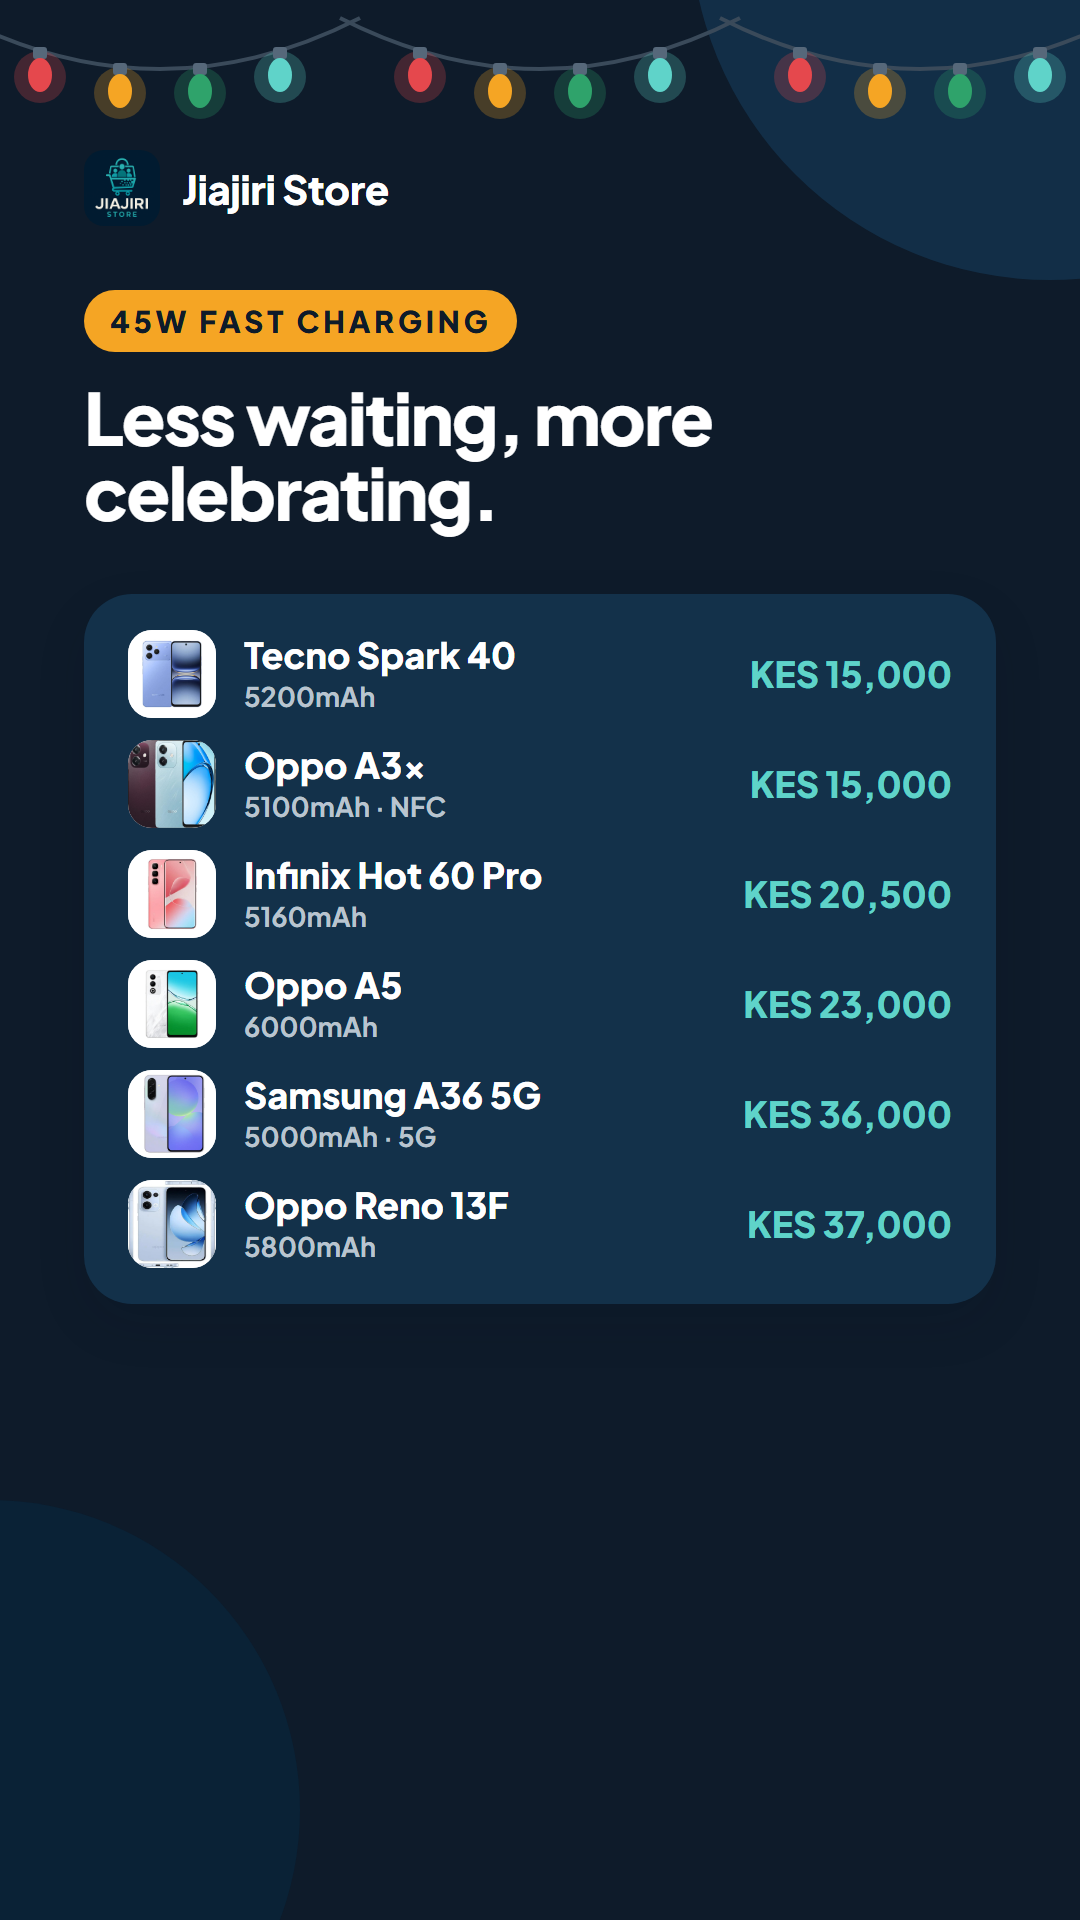 JIAJIRI
STORE
Jiajiri Store
45W FAST CHARGING
Less waiting, more
celebrating.
Tecno Spark 40
5200mAh
KES 15,000
Oppo A3×
5100mAh · NFC
KES 15,000
Infinix Hot 60 Pro
5160mAh
KES 20,500
Oppo A5
6000mAh
KES 23,000
Samsung A36 5G
5000mAh · 5G
KES 36,000
Oppo Reno 13F
5800mAh
KES 37,000